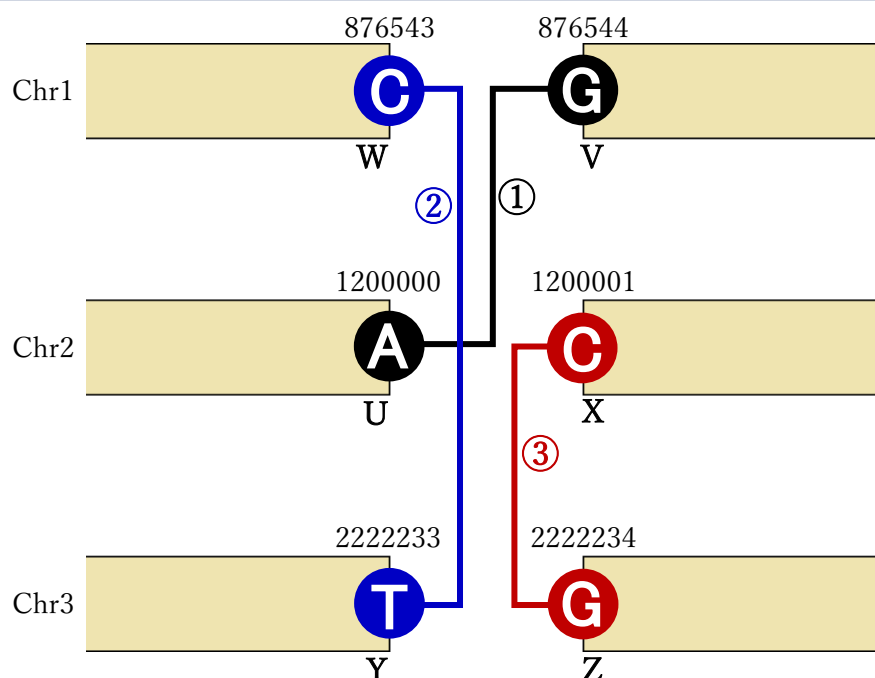 876543 876544
Chr1 C G
W V
② ①
1200000 1200001
Chr2 A C
U X
③
2222233 2222234
Chr3 T G
Y Z